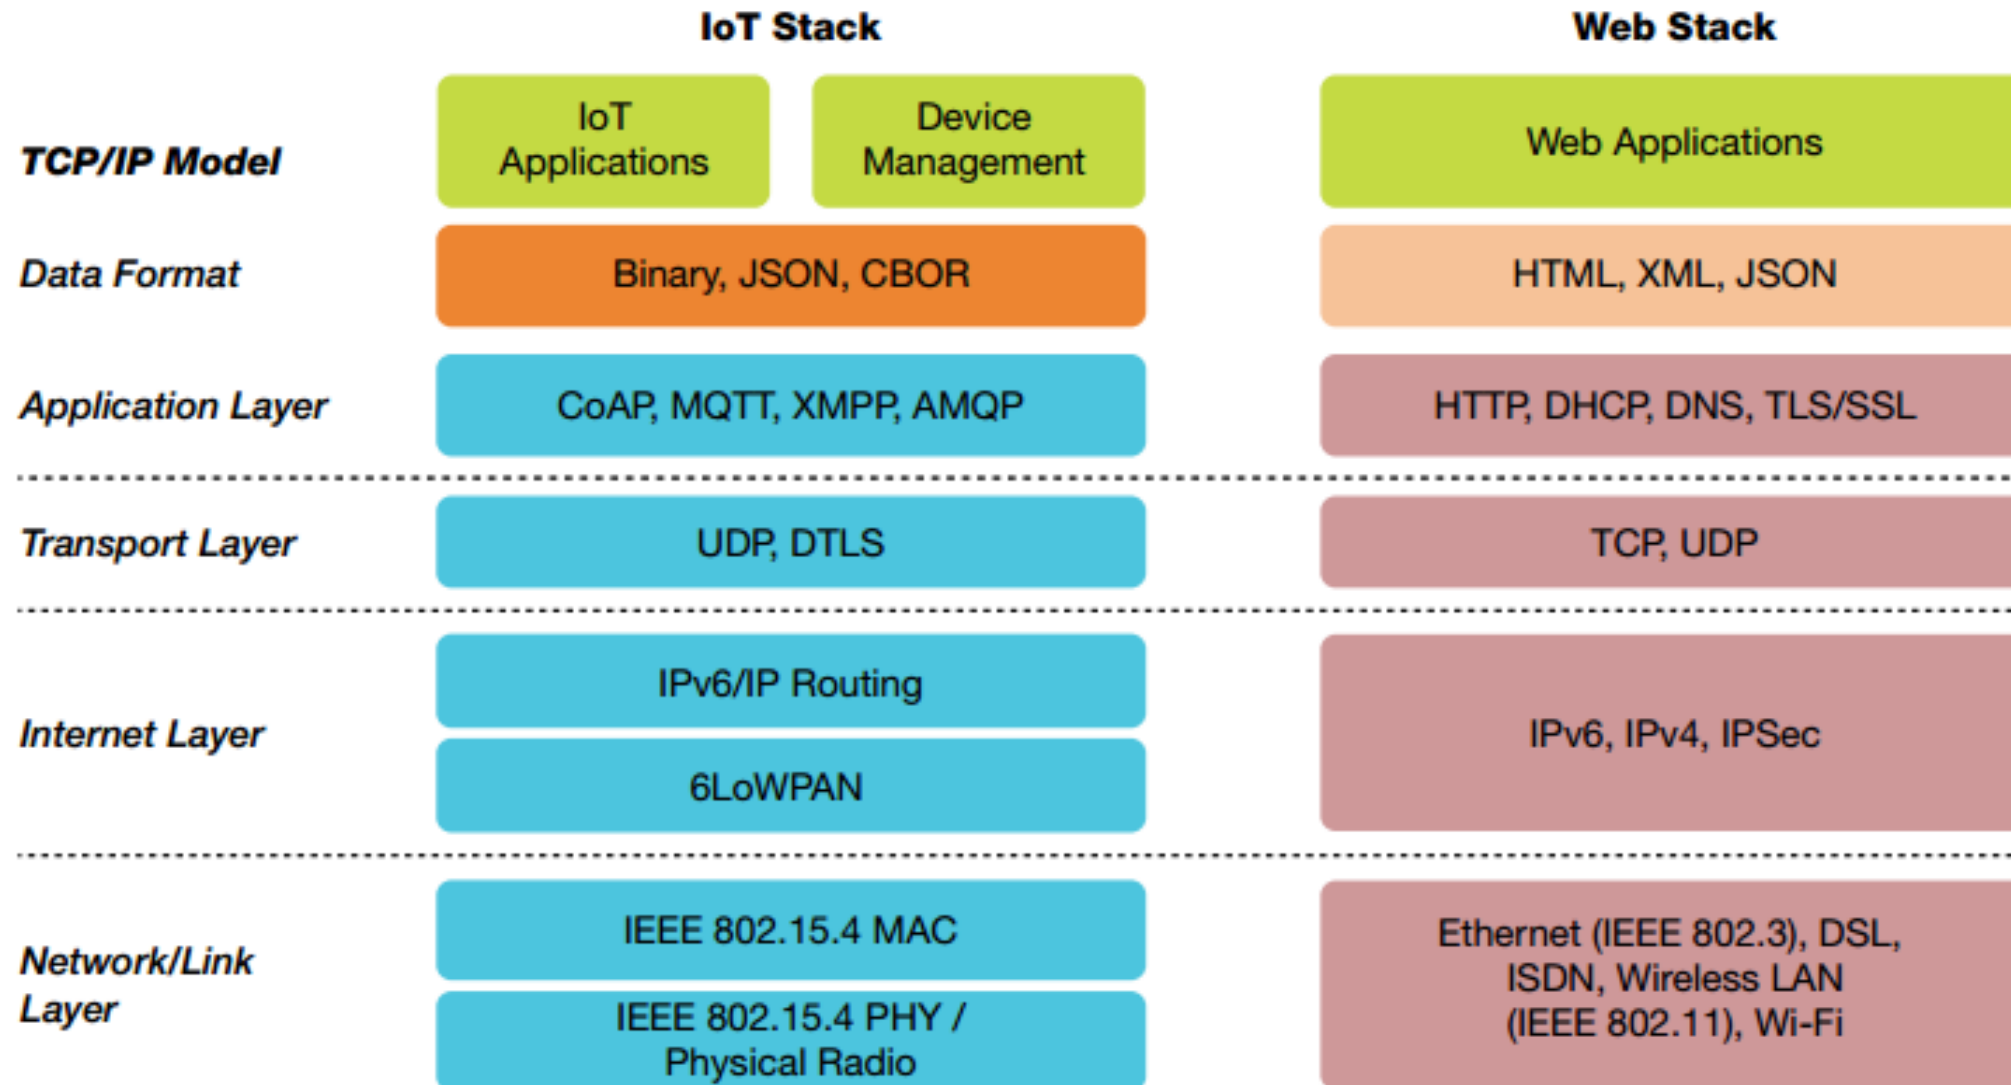 IoT Stack
Web Stack
TCP/IP Model
IoT
Applications
Device
Management
Web Applications
Data Format
Binary, JSON, CBOR
HTML, XML, JSON
Application Layer
CoAP, MQTT, XMPP, AMQP
HTTP, DHCP, DNS, TLS/SSL
Transport Layer
UDP, DTLS
TCP, UDP
Internet Layer
IPv6/IP Routing
6LoWPAN
IPv6, IPv4, IPSec
Network/Link
Layer
IEEE 802.15.4 MAC
IEEE 802.15.4 PHY /
Physical Radio
Ethernet (IEEE 802.3), DSL,
ISDN, Wireless LAN
(IEEE 802.11), Wi-Fi